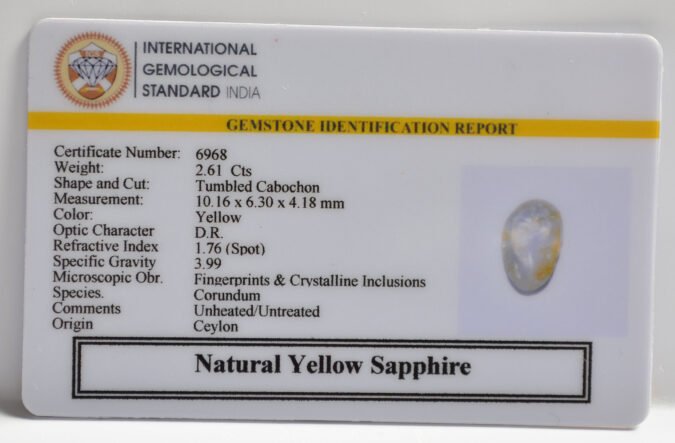 INTERNATIONAL
GEMOLOGICAL
STANDARD INDIA
GEMSTONE IDENTIFICATION REPORT
Certificate Number: 6968
Weight: 2.61 Cts
Shape and Cut: Tumbled Cabochon
Measurement: 10.16 x 6.30 x 4.18 mm
Color: Yellow
Optic Character D.R.
Refractive Index 1.76 (Spot)
Specific Gravity 3.99
Microscopic Obr. Fingerprints & Crystalline Inclusions
Species. Corundum
Comments Unheated/Untreated
Origin Ceylon
Natural Yellow Sapphire